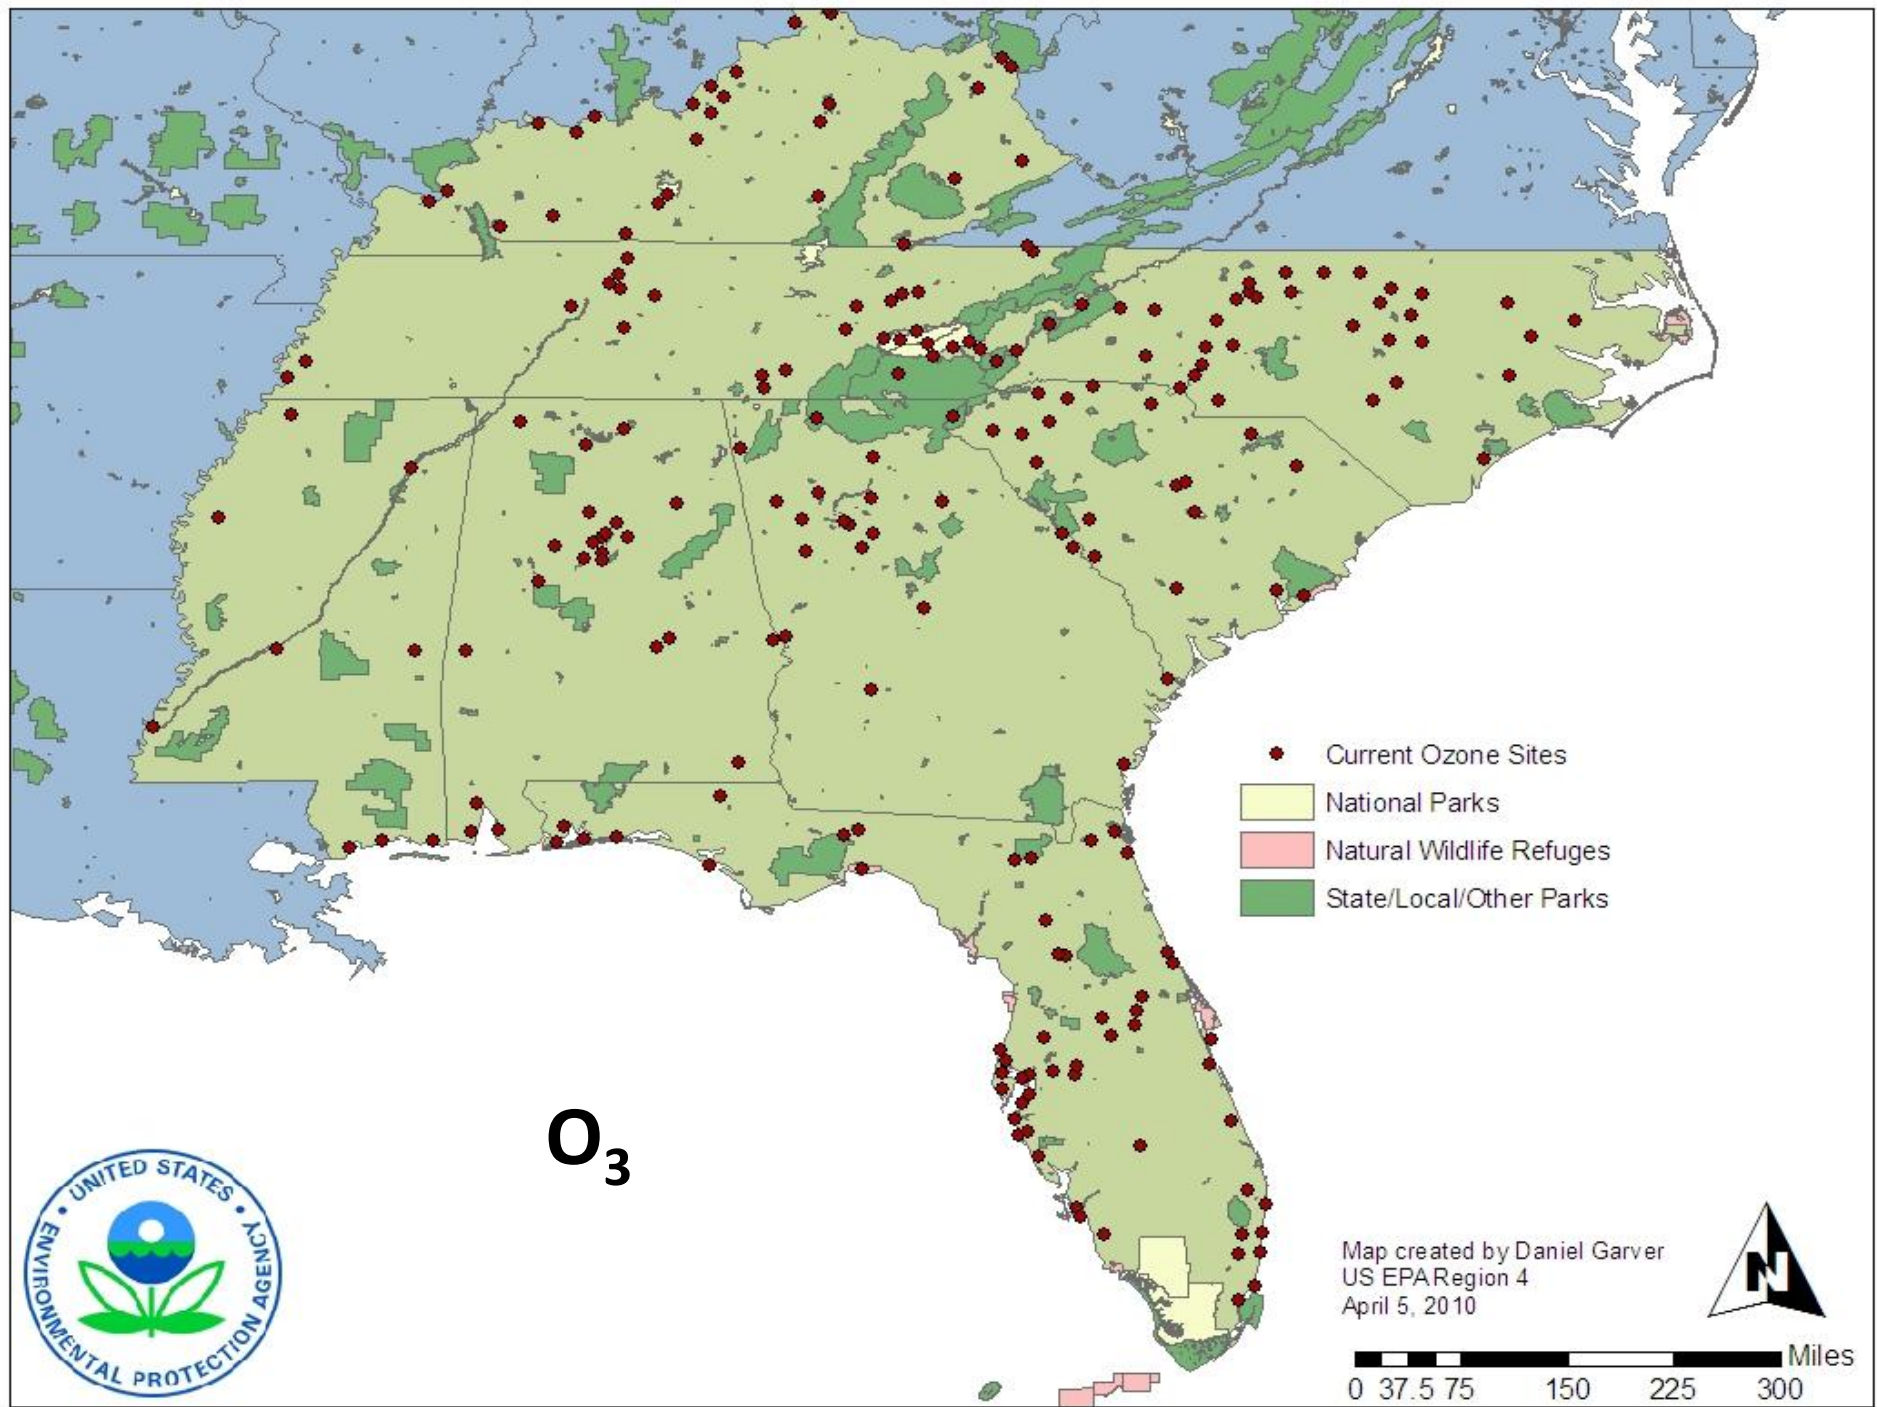 Current Ozone Sites
National Parks
Natural Wildlife Refuges
State/Local/Other Parks
O₃
UNITED STATES
ENVIRONMENTAL PROTECTION AGENCY
Map created by Daniel Garver
US EPA Region 4
April 5, 2010
N
Miles
0 37.5 75 150 225 300